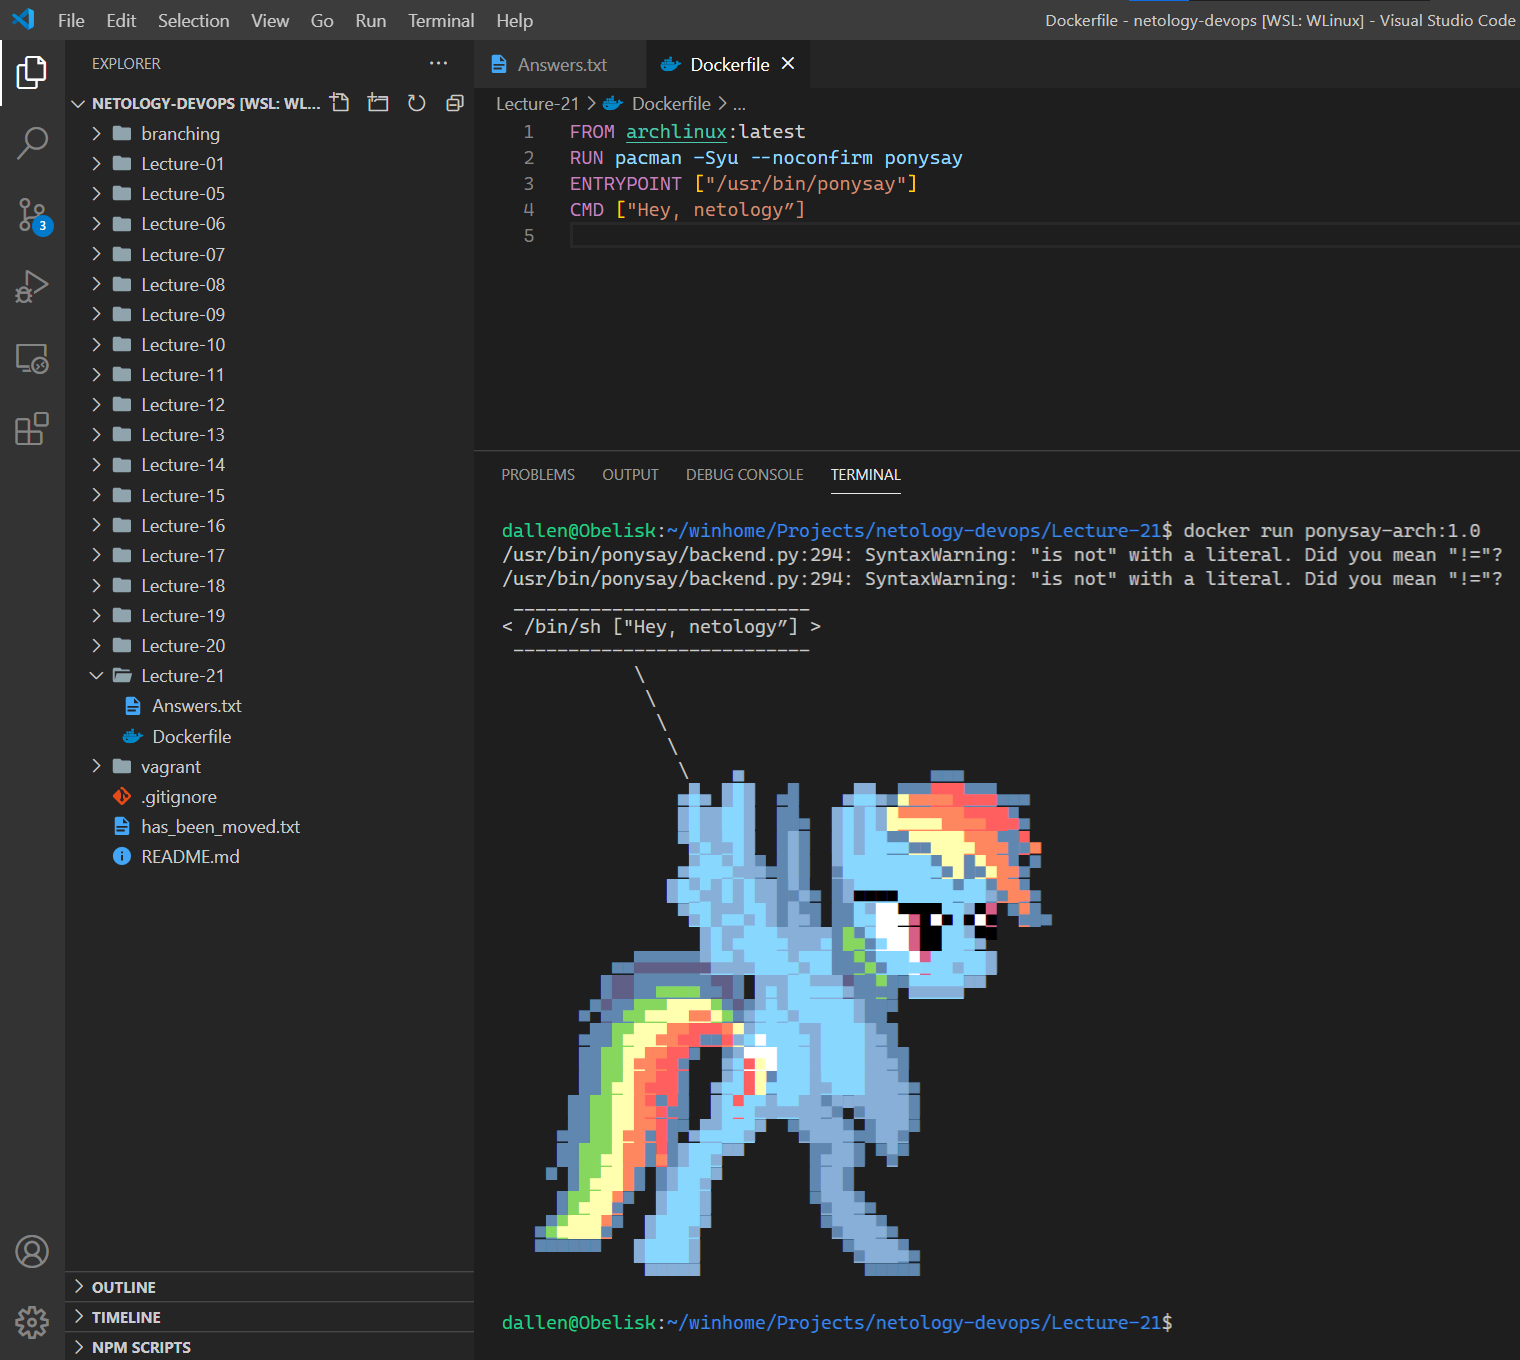 File Edit Selection View Go Run Terminal Help
Dockerfile - netology-devops [WSL: WLinux] - Visual Studio Code
EXPLORER
NETOLOGY-DEVOPS [WSL: WL...
branching
Lecture-01
Lecture-05
Lecture-06
Lecture-07
Lecture-08
Lecture-09
Lecture-10
Lecture-11
Lecture-12
Lecture-13
Lecture-14
Lecture-15
Lecture-16
Lecture-17
Lecture-18
Lecture-19
Lecture-20
Lecture-21
Answers.txt
Dockerfile
vagrant
.gitignore
has_been_moved.txt
README.md
OUTLINE
TIMELINE
NPM SCRIPTS
3
Answers.txt
Dockerfile
Lecture-21 > Dockerfile > ...
1 FROM archlinux:latest
2 RUN pacman -Syu --noconfirm ponysay
3 ENTRYPOINT ["/usr/bin/ponysay"]
4 CMD ["Hey, netology”]
5
PROBLEMS OUTPUT DEBUG CONSOLE TERMINAL
dallen@Obelisk:~/winhome/Projects/netology-devops/Lecture-21$ docker run ponysay-arch:1.0
/usr/bin/ponysay/backend.py:294: SyntaxWarning: "is not" with a literal. Did you mean "!="?
/usr/bin/ponysay/backend.py:294: SyntaxWarning: "is not" with a literal. Did you mean "!="?
< /bin/sh ["Hey, netology”] >
dallen@Obelisk:~/winhome/Projects/netology-devops/Lecture-21$